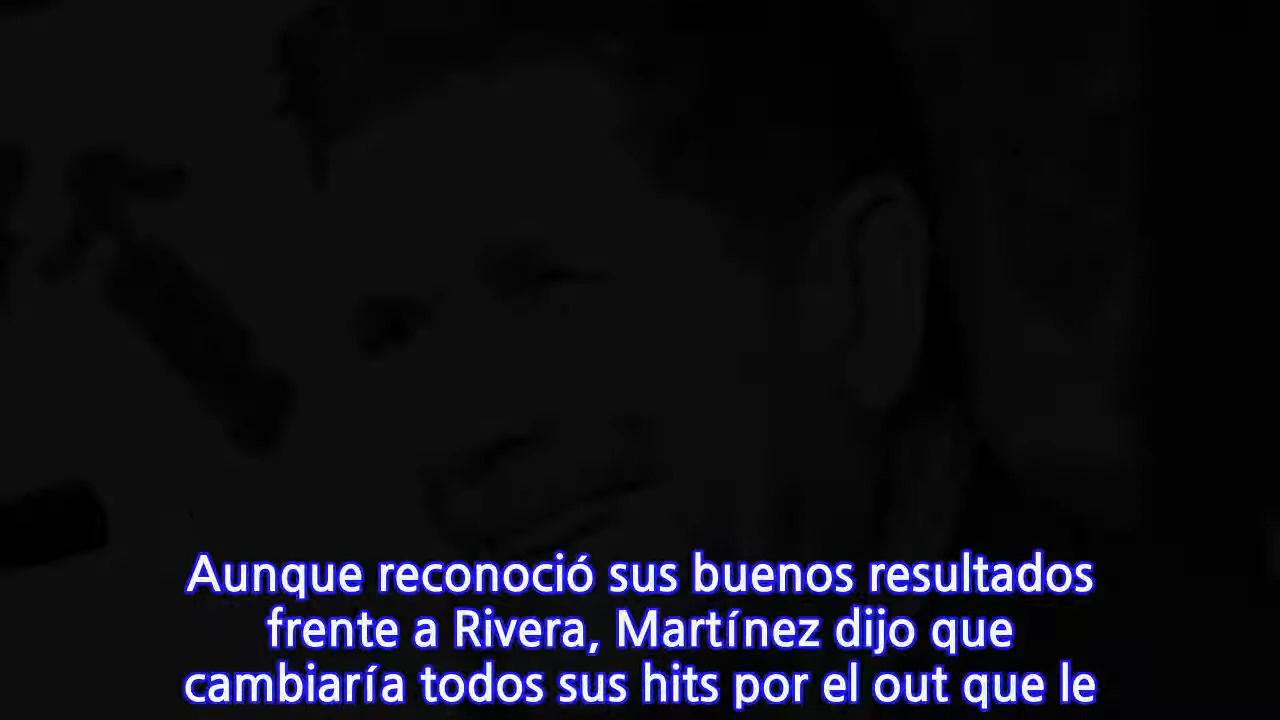 Aunque reconoció sus buenos resultados
frente a Rivera, Martínez dijo que
cambiaría todos sus hits por el out que le